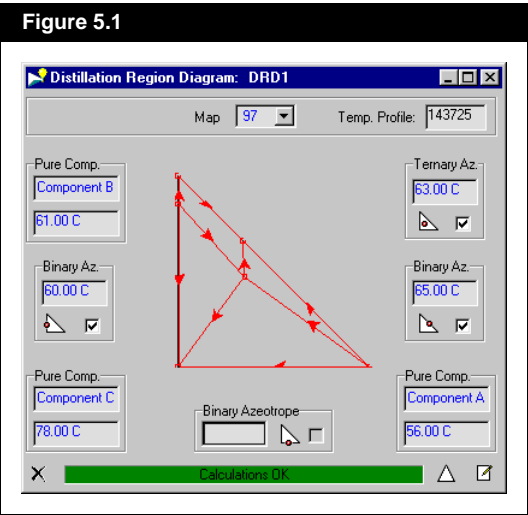 Figure 5.1
Distillation Region Diagram: DRD1
Map 97 Temp. Profile: 143725
Pure Comp.
Component B
61.00 C
Ternary Az.
63.00 C
Binary Az.
60.00 C
Binary Az.
65.00 C
Pure Comp.
Component C
78.00 C
Binary Azeotrope
Pure Comp.
Component A
56.00 C
Calculations OK